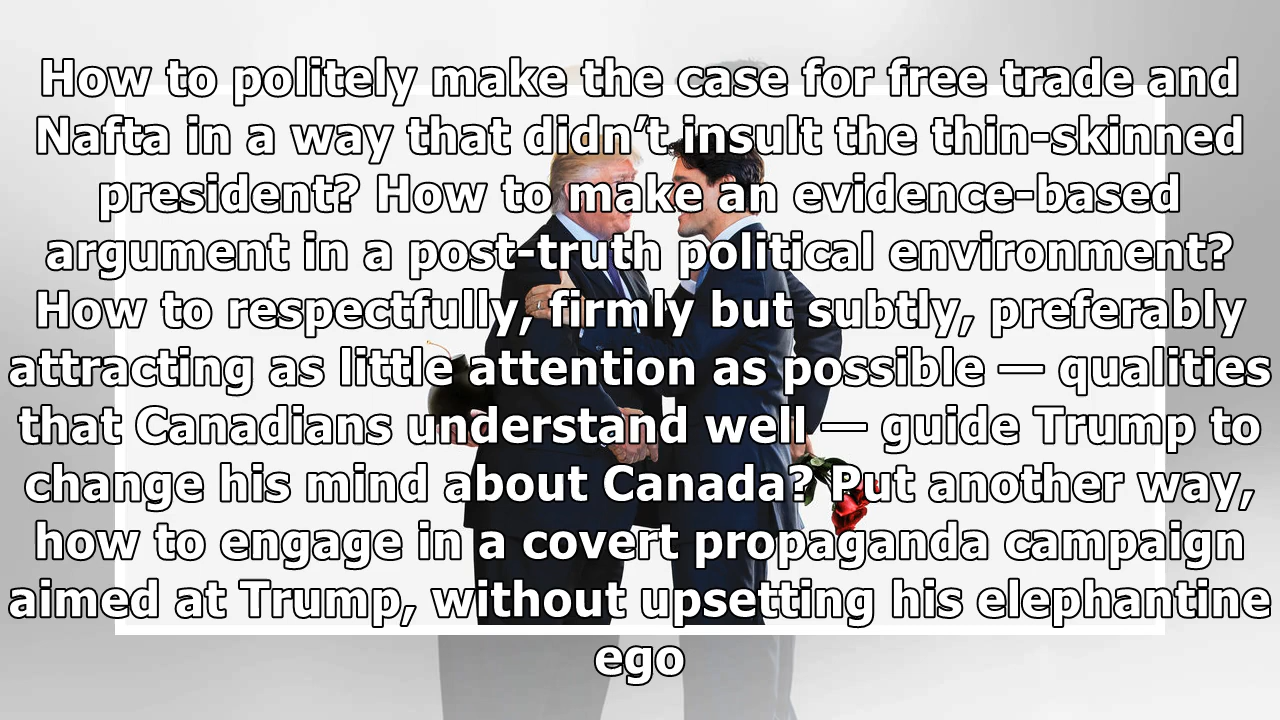 How to politely make the case for free trade and
Nafta in a way that didn’t insult the thin-skinned
president? How to make an evidence-based
argument in a post-truth political environment?
How to respectfully, firmly but subtly, preferably
attracting as little attention as possible — qualities
that Canadians understand well — guide Trump to
change his mind about Canada? Put another way,
how to engage in a covert propaganda campaign
aimed at Trump, without upsetting his elephantine
ego